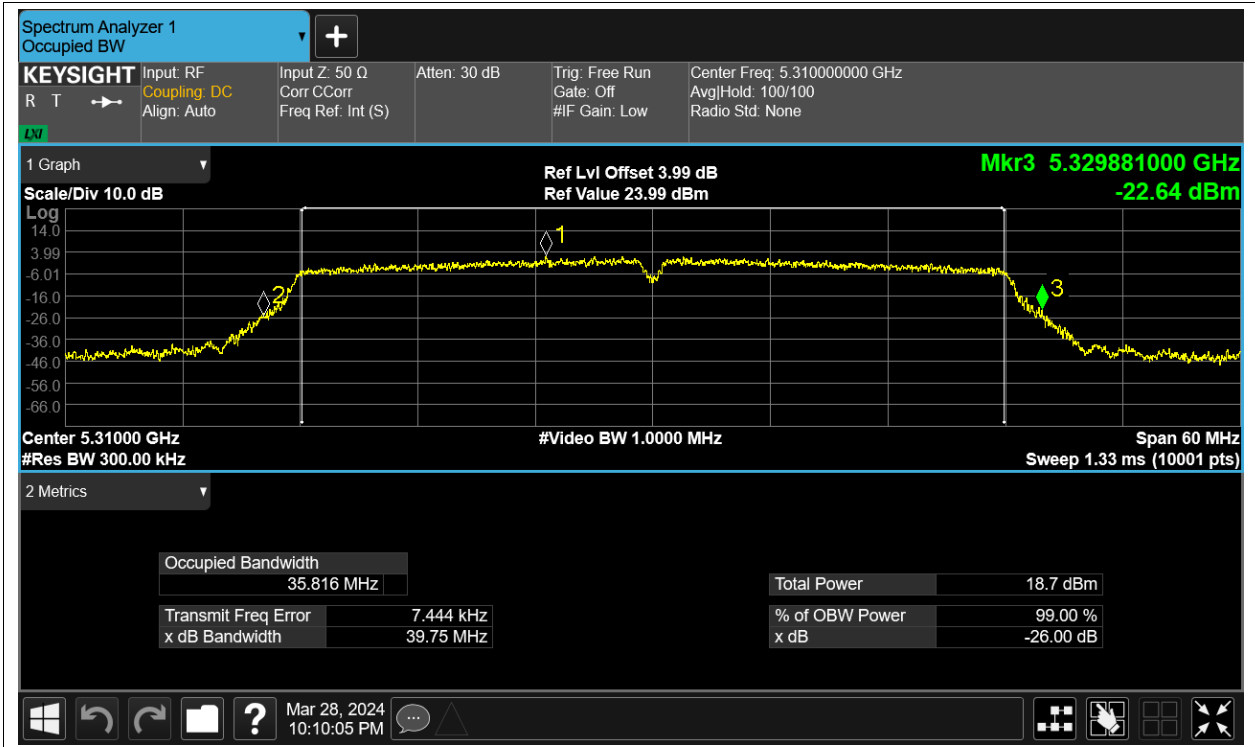 Spectrum Analyzer 1
Occupied BW
+
KEYSIGHT Input: RF Input Z: 50 Ω Atten: 30 dB Trig: Free Run Center Freq: 5.310000000 GHz
R T Coupling: DC Corr CCorr Gate: Off Avg|Hold: 100/100
Align: Auto Freq Ref: Int (S) #IF Gain: Low Radio Std: None
LXI
1 Graph
Ref Lvl Offset 3.99 dB Mkr3 5.329881000 GHz
Scale/Div 10.0 dB Ref Value 23.99 dBm -22.64 dBm
Log
14.0
3.99
-6.01
-16.0
-26.0
-36.0
-46.0
-56.0
-66.0
1
2
3
Center 5.31000 GHz #Video BW 1.0000 MHz Span 60 MHz
#Res BW 300.00 kHz Sweep 1.33 ms (10001 pts)
2 Metrics
Occupied Bandwidth
35.816 MHz Total Power 18.7 dBm
Transmit Freq Error 7.444 kHz % of OBW Power 99.00 %
x dB Bandwidth 39.75 MHz x dB -26.00 dB
? Mar 28, 2024
10:10:05 PM